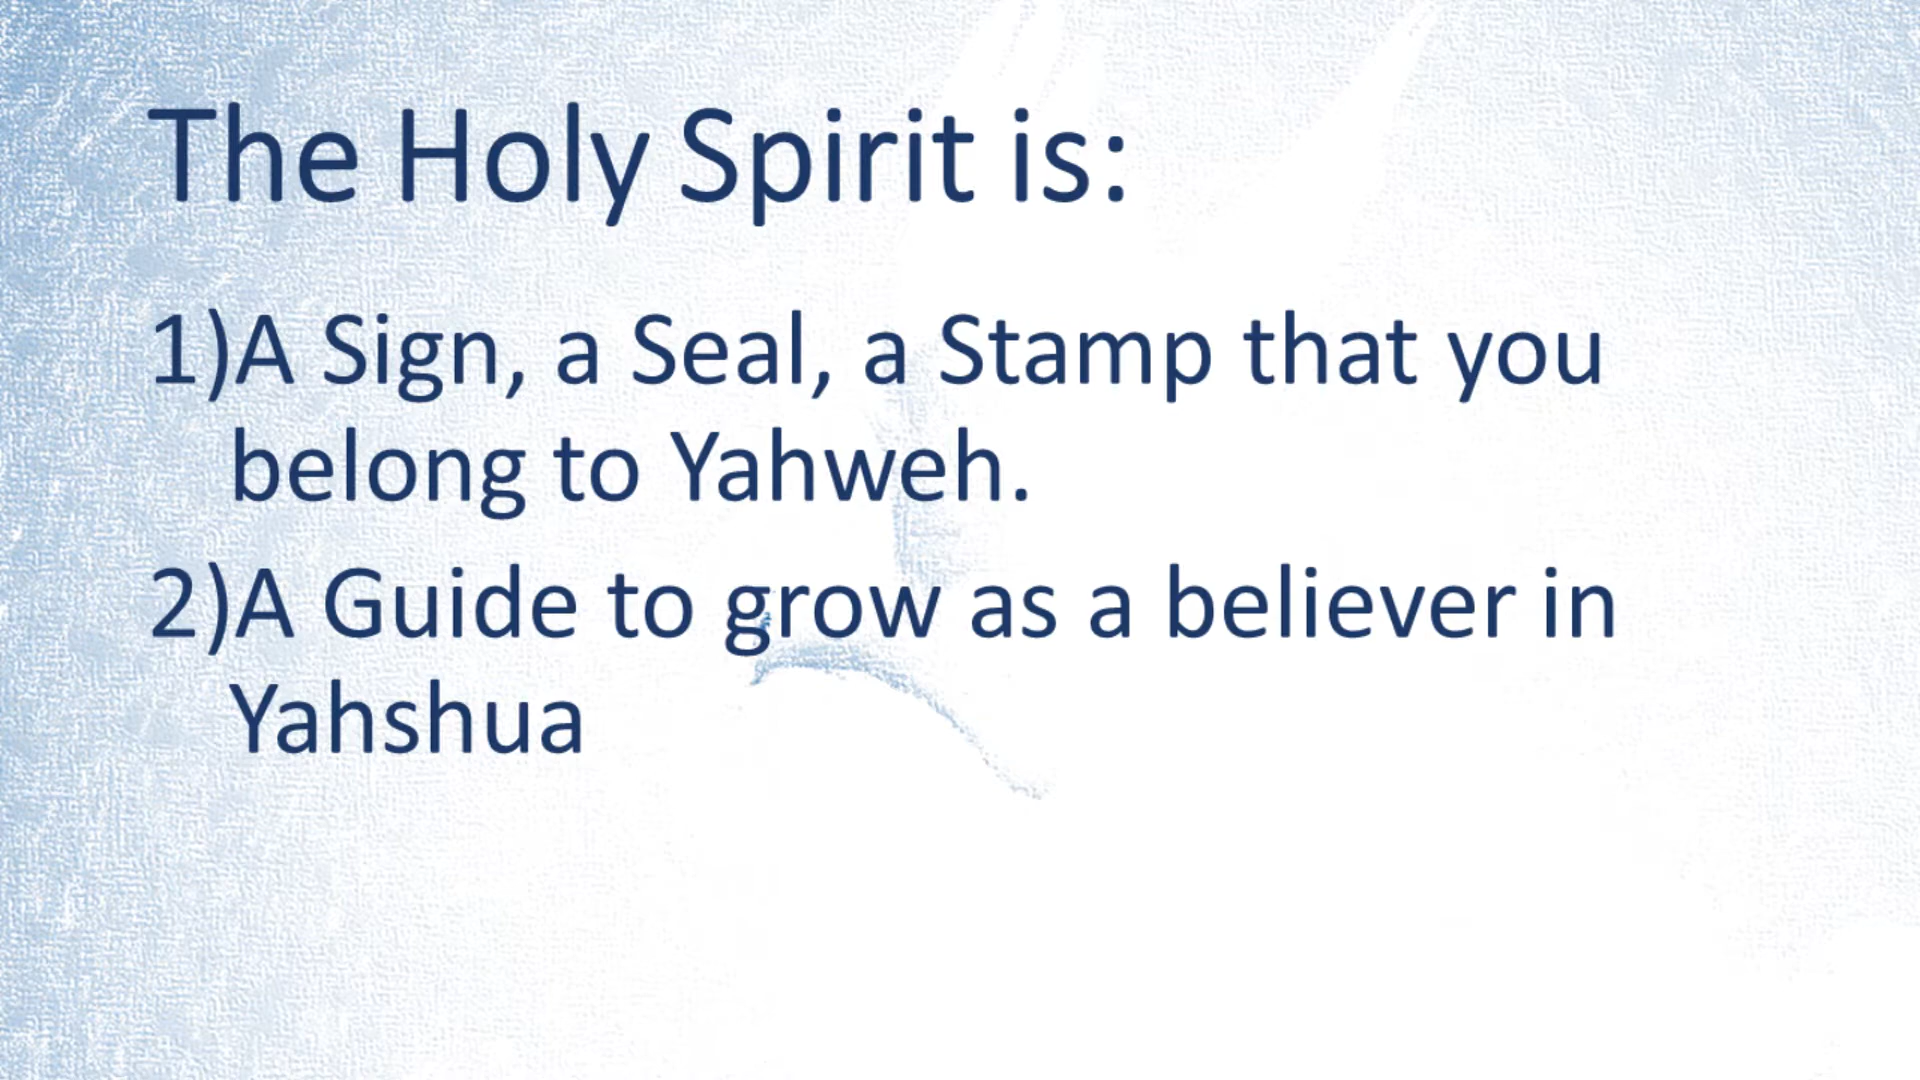 The Holy Spirit is:
1)A Sign, a Seal, a Stamp that you
belong to Yahweh.
2)A Guide to grow as a believer in
Yahshua